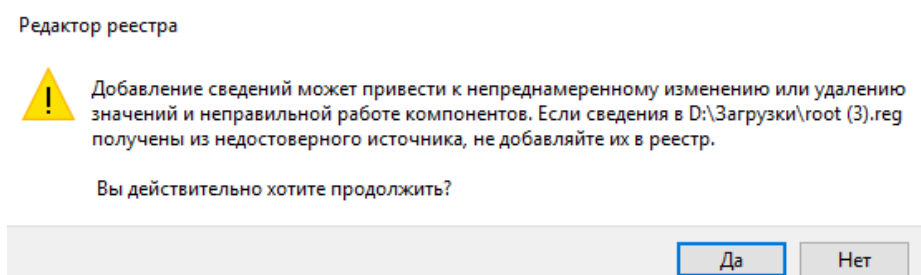 Редактор реестра
Добавление сведений может привести к непреднамеренному изменению или удалению
значений и неправильной работе компонентов. Если сведения в D:\Загрузки\root (3).reg
получены из недостоверного источника, не добавляйте их в реестр.
Вы действительно хотите продолжить?
Да
Нет